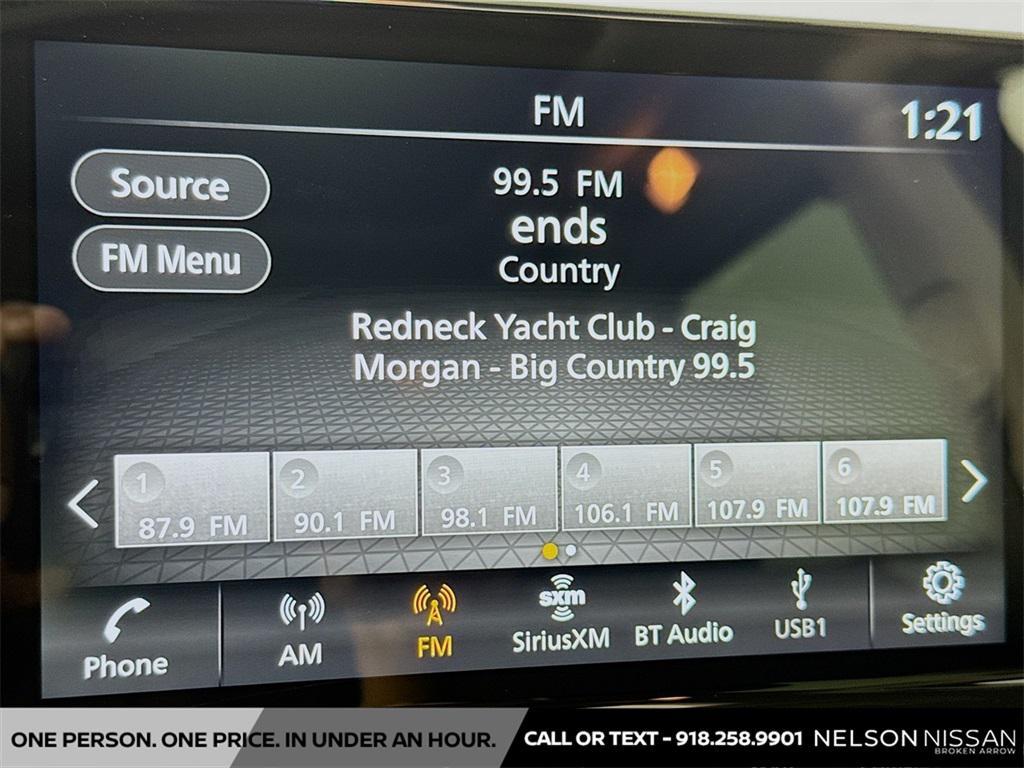 FM
1:21
Source
99.5 FM
ends
FM Menu
Country
Redneck Yacht Club - Craig
Morgan - Big Country 99.5
1
2
3
4
5
6
87.9 FM
90.1 FM
98.1 FM
106.1 FM
107.9 FM
107.9 FM
sxm
Phone
AM
FM
SiriusXM
BT Audio
USB1
Settings
ONE PERSON. ONE PRICE. IN UNDER AN HOUR.
CALL OR TEXT - 918.258.9901
NELSON NISSAN
BROKEN ARROW